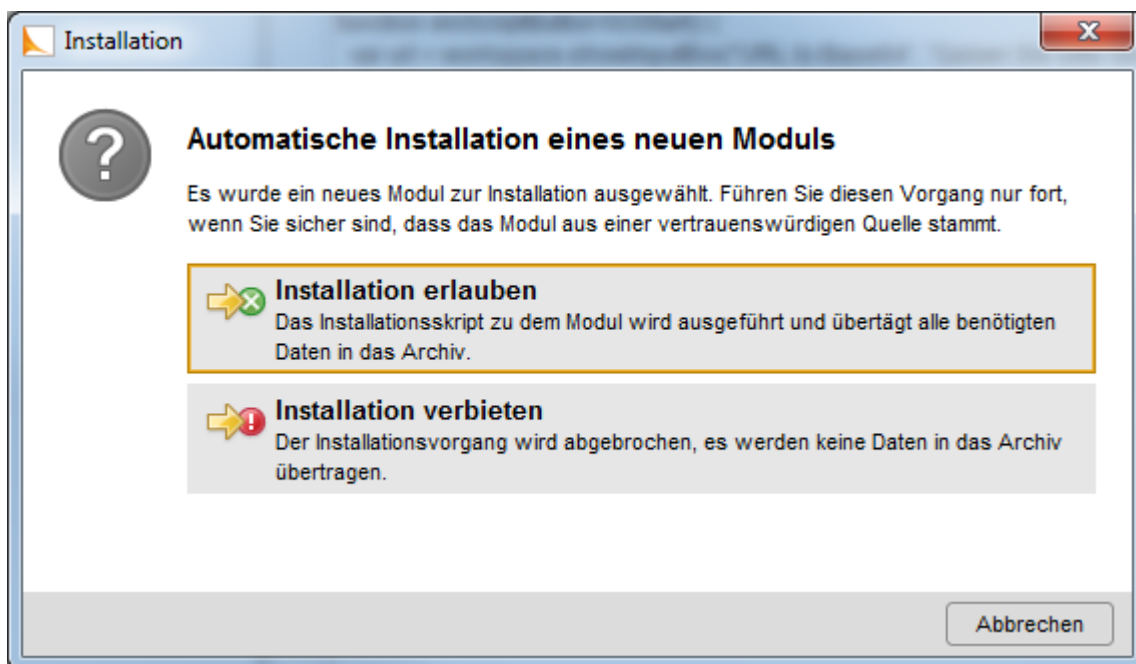 Installation
Automatische Installation eines neuen Moduls
Es wurde ein neues Modul zur Installation ausgewählt. Führen Sie diesen Vorgang nur fort,
wenn Sie sicher sind, dass das Modul aus einer vertrauenswürdigen Quelle stammt.
Installation erlauben
Das Installationsskript zu dem Modul wird ausgeführt und übertägt alle benötigten
Daten in das Archiv.
Installation verbieten
Der Installationsvorgang wird abgebrochen, es werden keine Daten in das Archiv
übertragen.
Abbrechen